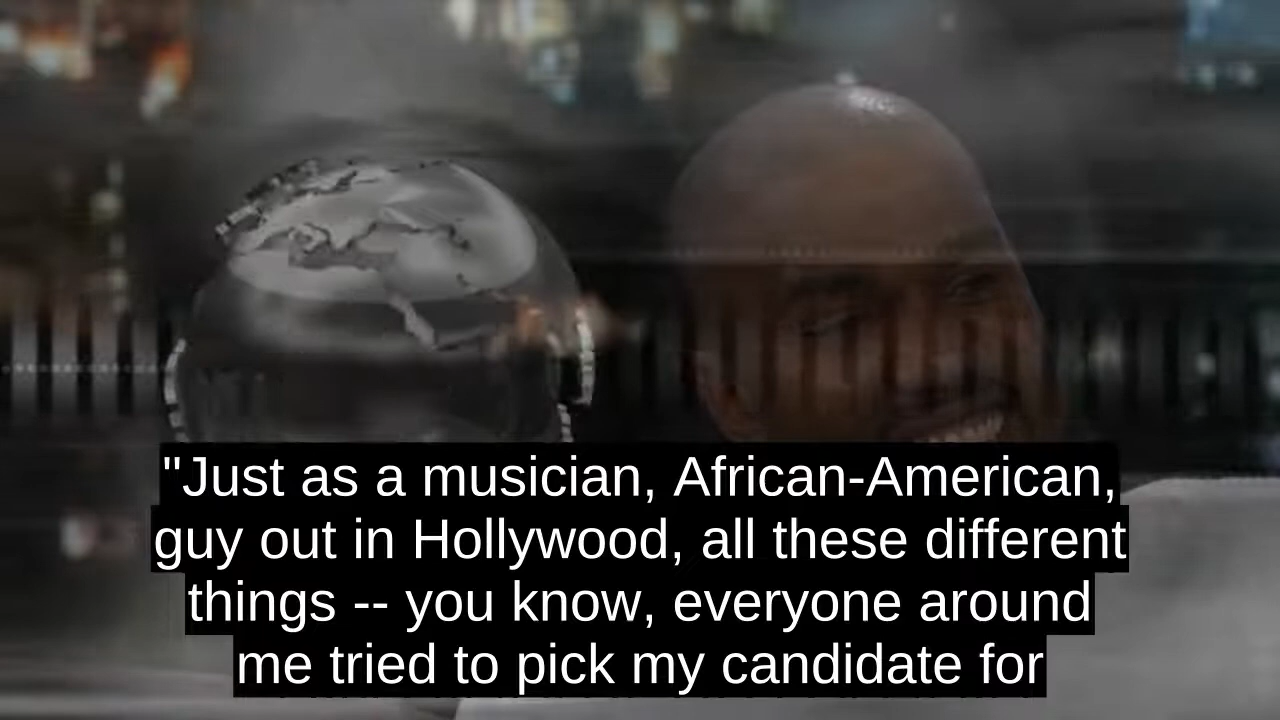 "Just as a musician, African-American,
guy out in Hollywood, all these different
things -- you know, everyone around
me tried to pick my candidate for